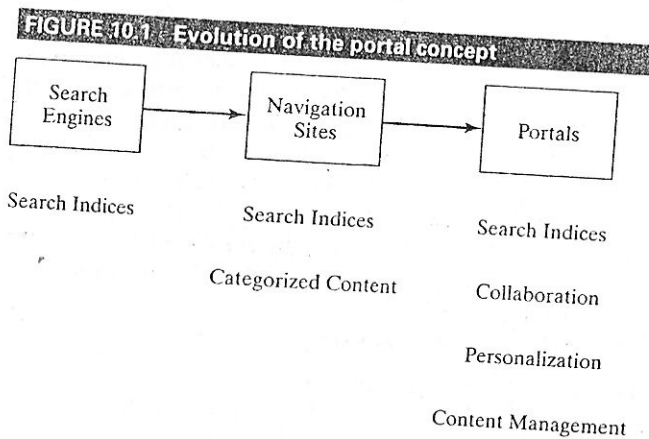 FIGURE 10.1 Evolution of the portal concept
Search
Engines
Navigation
Sites
Portals
Search Indices
Search Indices
Search Indices
Categorized Content
Collaboration
Personalization
Content Management